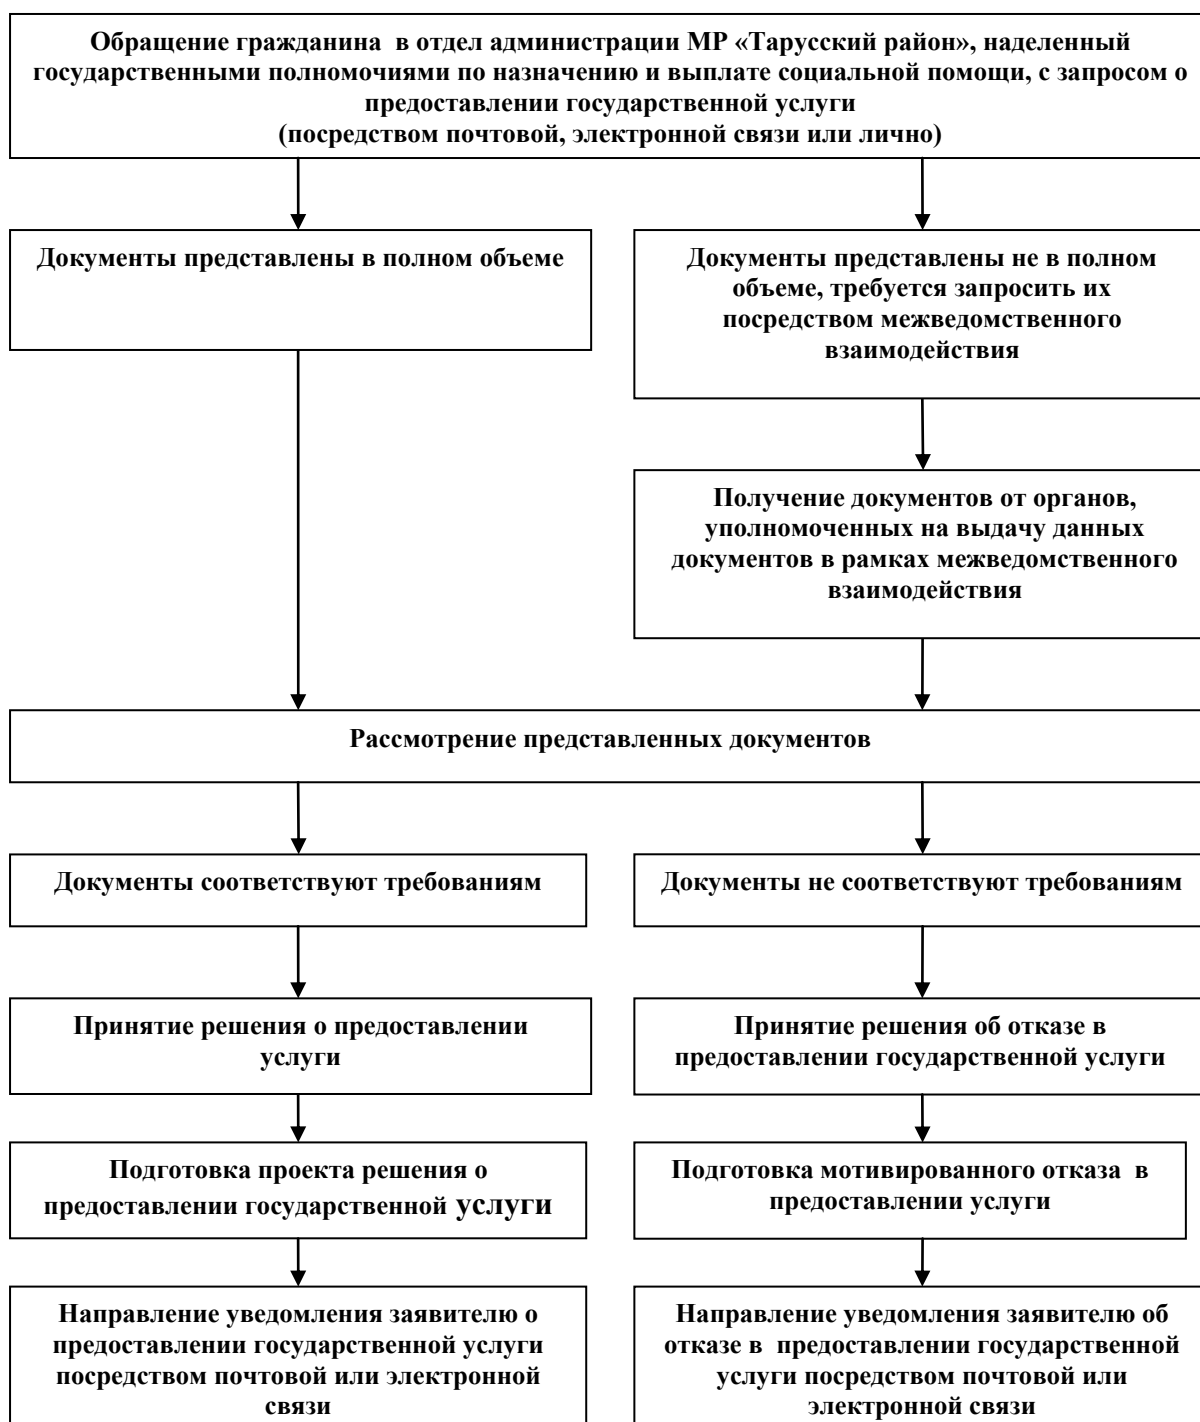 Обращение гражданина  в отдел администрации МР «Тарусский район», наделенный
государственными полномочиями по назначению и выплате социальной помощи, с запросом о
предоставлении государственной услуги
(посредством почтовой, электронной связи или лично)
Документы представлены в полном объеме
Документы представлены не в полном
объеме, требуется запросить их
посредством межведомственного
взаимодействия
Получение документов от органов,
уполномоченных на выдачу данных
документов в рамках межведомственного
взаимодействия
Рассмотрение представленных документов
Документы соответствуют требованиям
Документы не соответствуют требованиям
Принятие решения о предоставлении
услуги
Принятие решения об отказе в
предоставлении государственной услуги
Подготовка проекта решения о
предоставлении государственной услуги
Подготовка мотивированного отказа  в
предоставлении услуги
Направление уведомления заявителю о
предоставлении государственной услуги
посредством почтовой или электронной
связи
Направление уведомления заявителю об
отказе в  предоставлении государственной
услуги посредством почтовой или
электронной связи